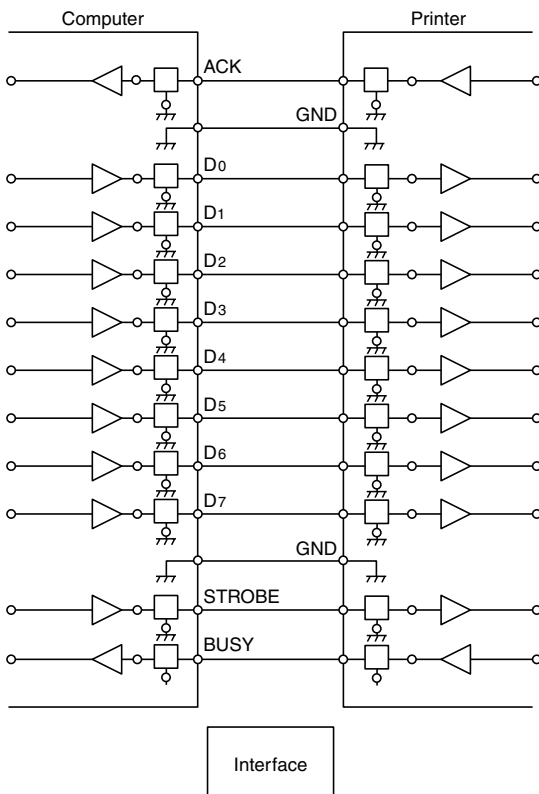 Computer
Printer
ACK
GND
D0
D1
D2
D3
D4
D5
D6
D7
GND
STROBE
BUSY
Interface